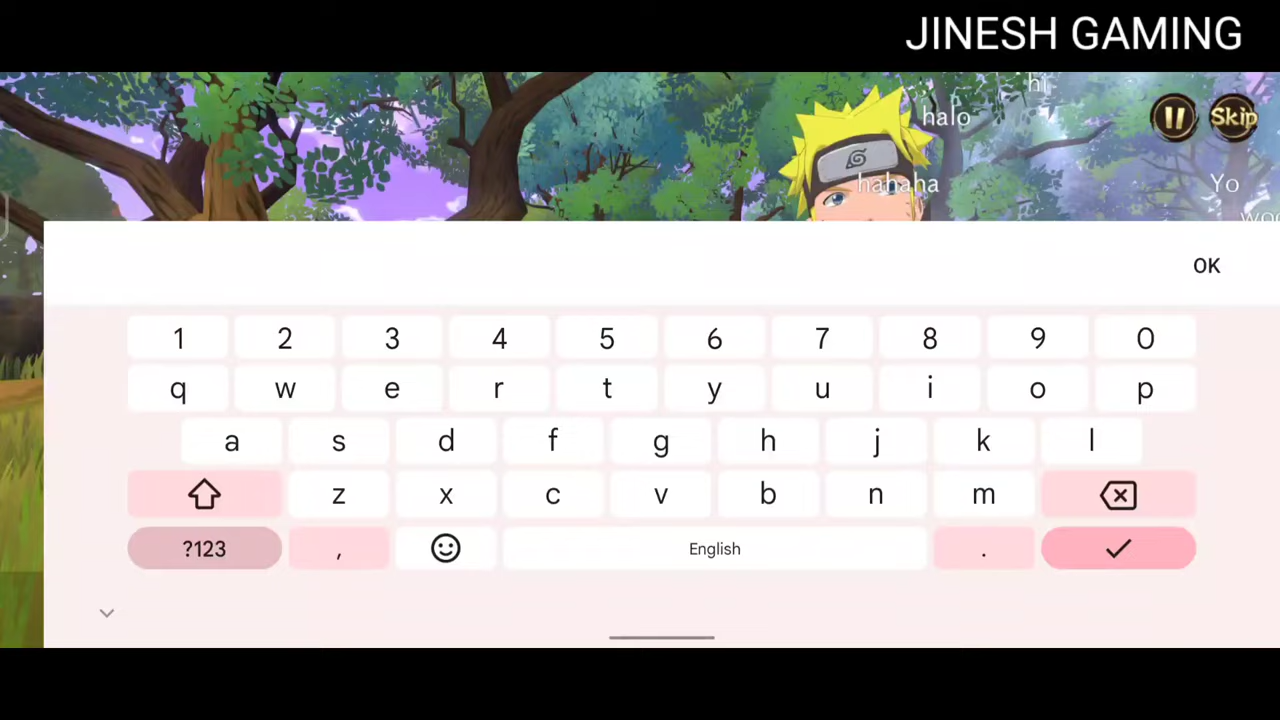 JINESH GAMING
hi
halo
Skip
hahaha
Yo
OK
1 2 3 4 5 6 7 8 9 0
q w e r t y u i o p
a s d f g h j k l
z x c v b n m
?123 , English .